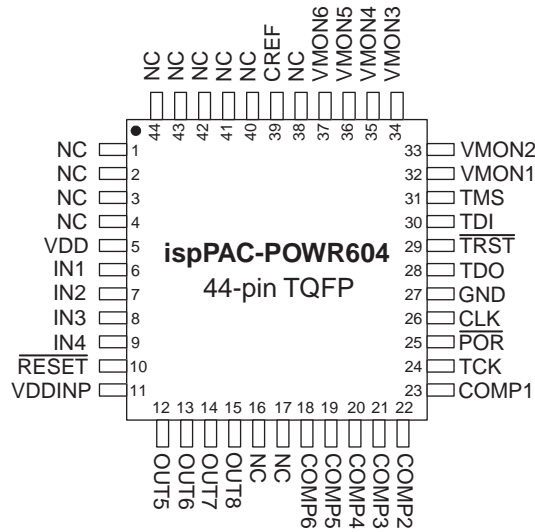 NC
NC
NC
NC
NC
CREF
NC
VMON6
VMON5
VMON4
VMON3
44
43
42
41
40
39
38
37
36
35
34
NC 1
NC 2
NC 3
NC 4
VDD 5
IN1 6
IN2 7
IN3 8
IN4 9
RESET 10
VDDINP 11
ispPAC-POWR604
44-pin TQFP
33 VMON2
32 VMON1
31 TMS
30 TDI
29 TRST
28 TDO
27 GND
26 CLK
25 POR
24 TCK
23 COMP1
12
13
14
15
16
17
18
19
20
21
22
OUT5
OUT6
OUT7
OUT8
NC
NC
COMP6
COMP5
COMP4
COMP3
COMP2